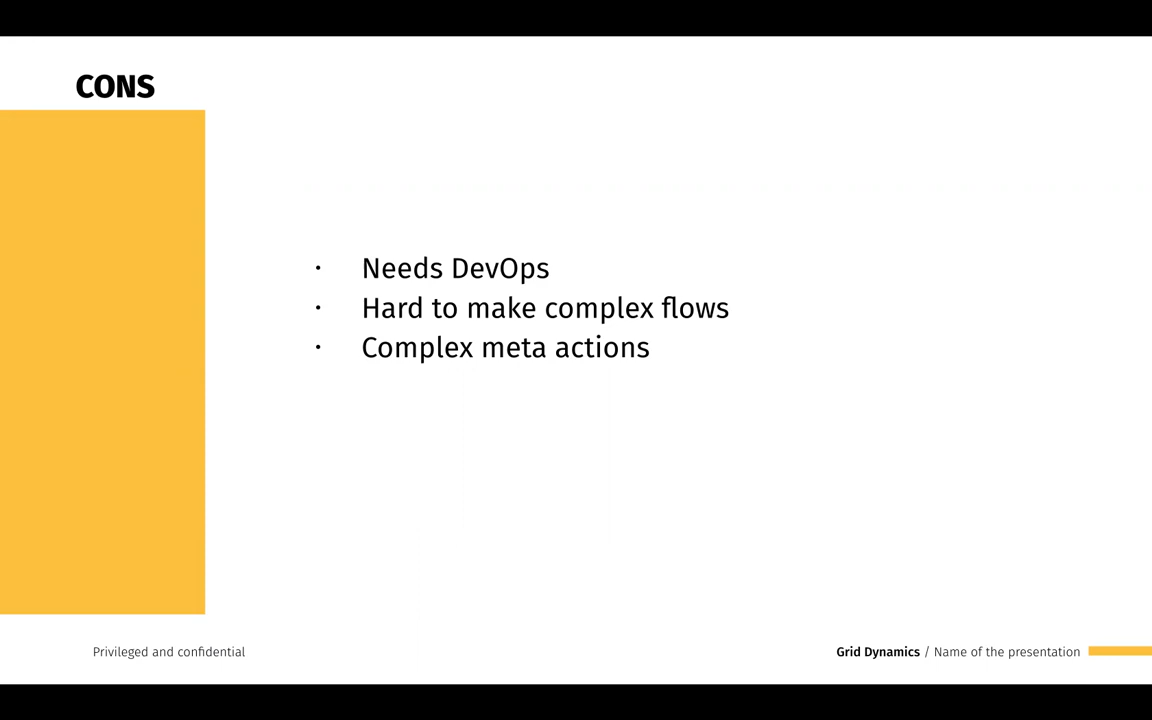 CONS
· Needs DevOps
· Hard to make complex flows
· Complex meta actions
Privileged and confidential
Grid Dynamics / Name of the presentation